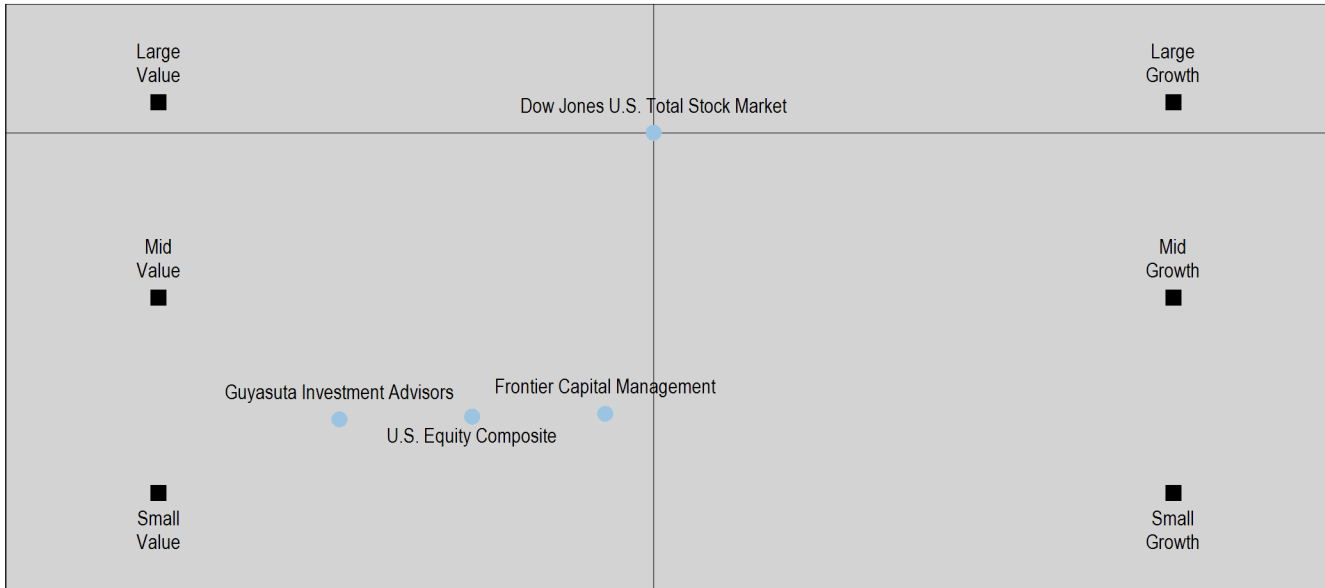 Large
Value
Large
Growth
Dow Jones U.S. Total Stock Market
Mid
Value
Mid
Growth
Guyasuta Investment Advisors
Frontier Capital Management
U.S. Equity Composite
Small
Value
Small
Growth